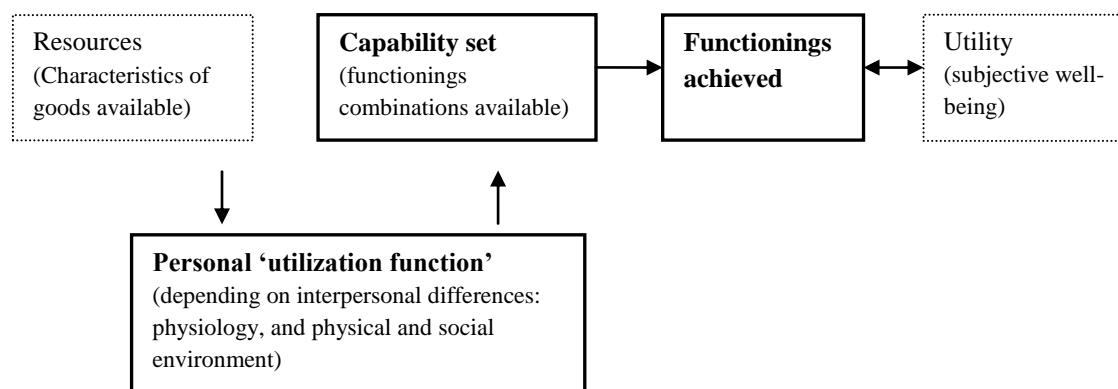 Resources
(Characteristics of
goods available)
Capability set
(functionings
combinations available)
Functionings
achieved
Utility
(subjective well-
being)
Personal ‘utilization function’
(depending on interpersonal differences:
physiology, and physical and social
environment)